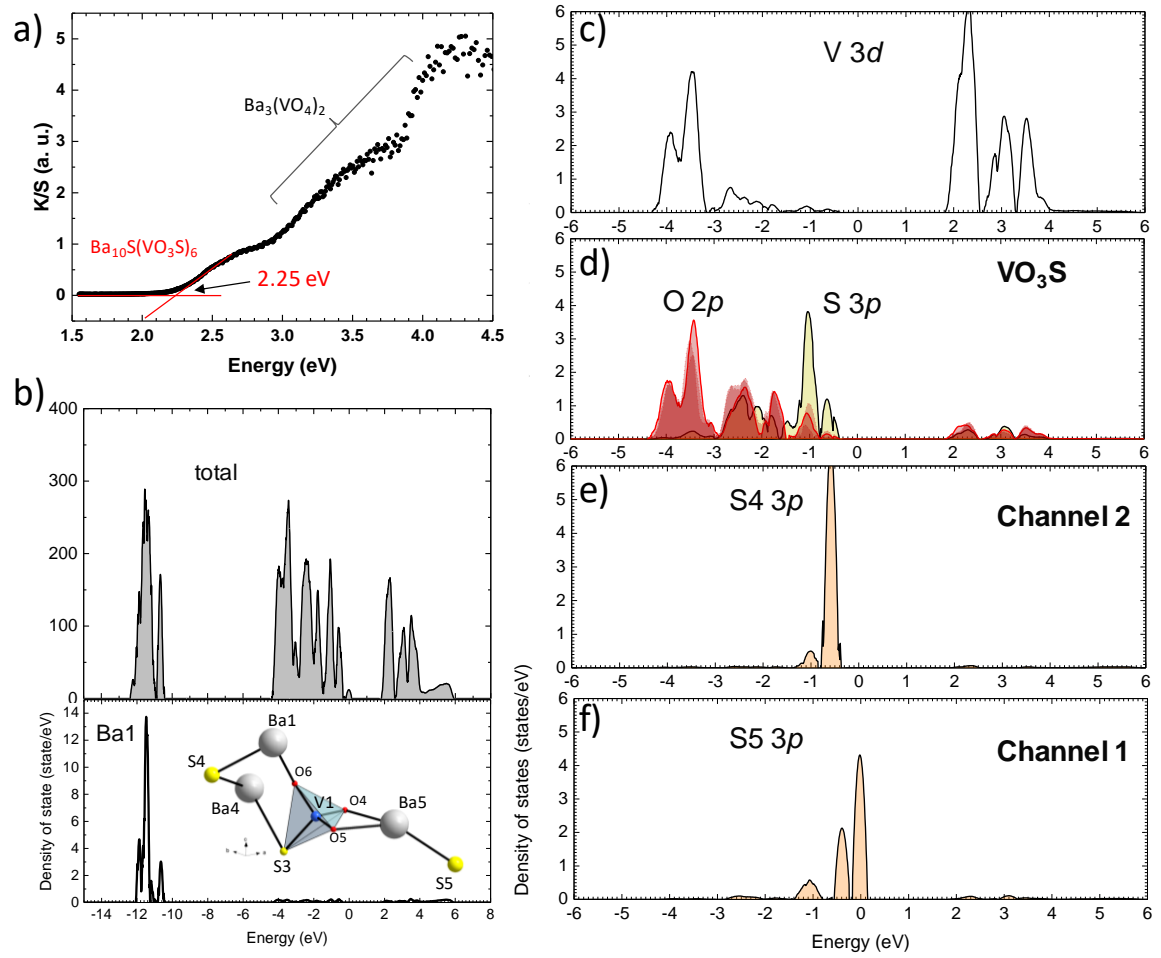 a)
5
4
3
2
1
0
K/S (a. u.)
Ba₃(VO₄)₂
Ba₁₀S(VO₃S)₆
2.25 eV
1.5 2.0 2.5 3.0 3.5 4.0 4.5
Energy (eV)
b)
400
300
200
100
0
total
14
12
10
8
6
4
2
0
Density of state (state/eV)
Ba1
Ba1
S4
O6
Ba4
V1
O4
Ba5
O5
S3
S5
-14 -12 -10 -8 -6 -4 -2 0 2 4 6 8
Energy (eV)
c)
V 3d
6
5
4
3
2
1
0
-6 -5 -4 -3 -2 -1 0 1 2 3 4 5 6
d)
VO₃S
O 2p
S 3p
5
4
3
2
1
0
-6 -5 -4 -3 -2 -1 0 1 2 3 4 5 6
e)
S4 3p
Channel 2
6
5
4
3
2
1
0
-6 -5 -4 -3 -2 -1 0 1 2 3 4 5 6
f)
S5 3p
Channel 1
6
5
4
3
2
1
0
-6 -5 -4 -3 -2 -1 0 1 2 3 4 5 6
Density of states (states/eV)
Energy (eV)